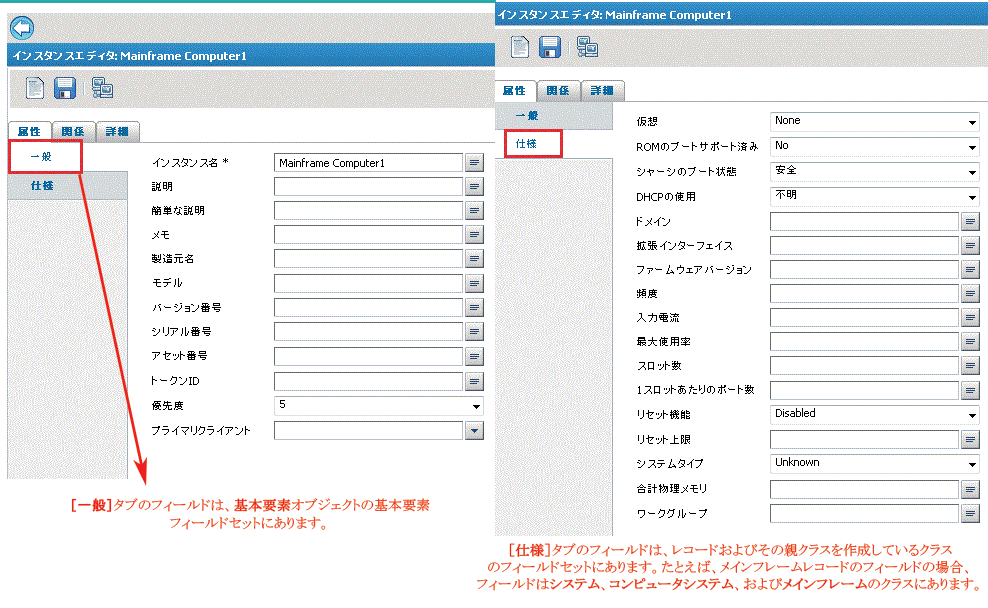 インスタンスエディタ: Mainframe Computer1
属性 関係 詳細
一般
仕様
インスタンス名 * Mainframe Computer1
説明
簡単な説明
メモ
製造元名
モデル
バージョン番号
シリアル番号
アセット番号
トークンID
優先度 5
プライマリクライアント
[一般]タブのフィールドは、基本要素オブジェクトの基本要素
フィールドセットにあります。
インスタンスエディタ: Mainframe Computer1
属性 関係 詳細
一般
仕様
仮想 None
ROMのブートサポート済み No
シャーシのブート状態 安全
DHCPの使用 不明
ドメイン
拡張インターフェイス
ファームウェアバージョン
頻度
入力電流
最大使用率
スロット数
1スロットあたりのポート数
リセット機能 Disabled
リセット上限
システムタイプ Unknown
合計物理メモリ
ワークグループ
[仕様]タブのフィールドは、レコードおよびその親クラスを作成しているクラス
のフィールドセットにあります。たとえば、メインフレームレコードのフィールドの場合、
フィールドはシステム、コンピュータシステム、およびメインフレームのクラスにあります。